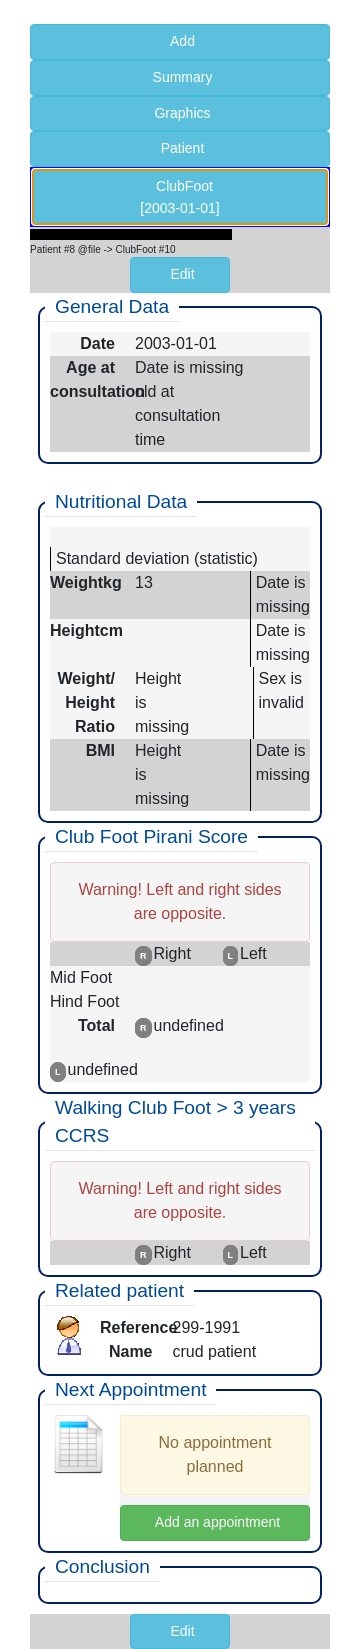 Add
Summary
Graphics
Patient
ClubFoot
[2003-01-01]
Patient #8 @file -> ClubFoot #10
Edit
General Data
Date 2003-01-01
Age at Date is missing
consultation old at
consultation
time
Nutritional Data
Standard deviation (statistic)
Weightkg 13 Date is
missing
Heightcm Date is
missing
Weight/ Height Sex is
Height is invalid
Ratio missing
BMI Height Date is
is missing
missing
Club Foot Pirani Score
Warning! Left and right sides
are opposite.
R Right L Left
Mid Foot
Hind Foot
Total R undefined
L undefined
Walking Club Foot > 3 years
CCRS
Warning! Left and right sides
are opposite.
R Right L Left
Related patient
Reference 299-1991
Name crud patient
Next Appointment
No appointment
planned
Add an appointment
Conclusion
Edit